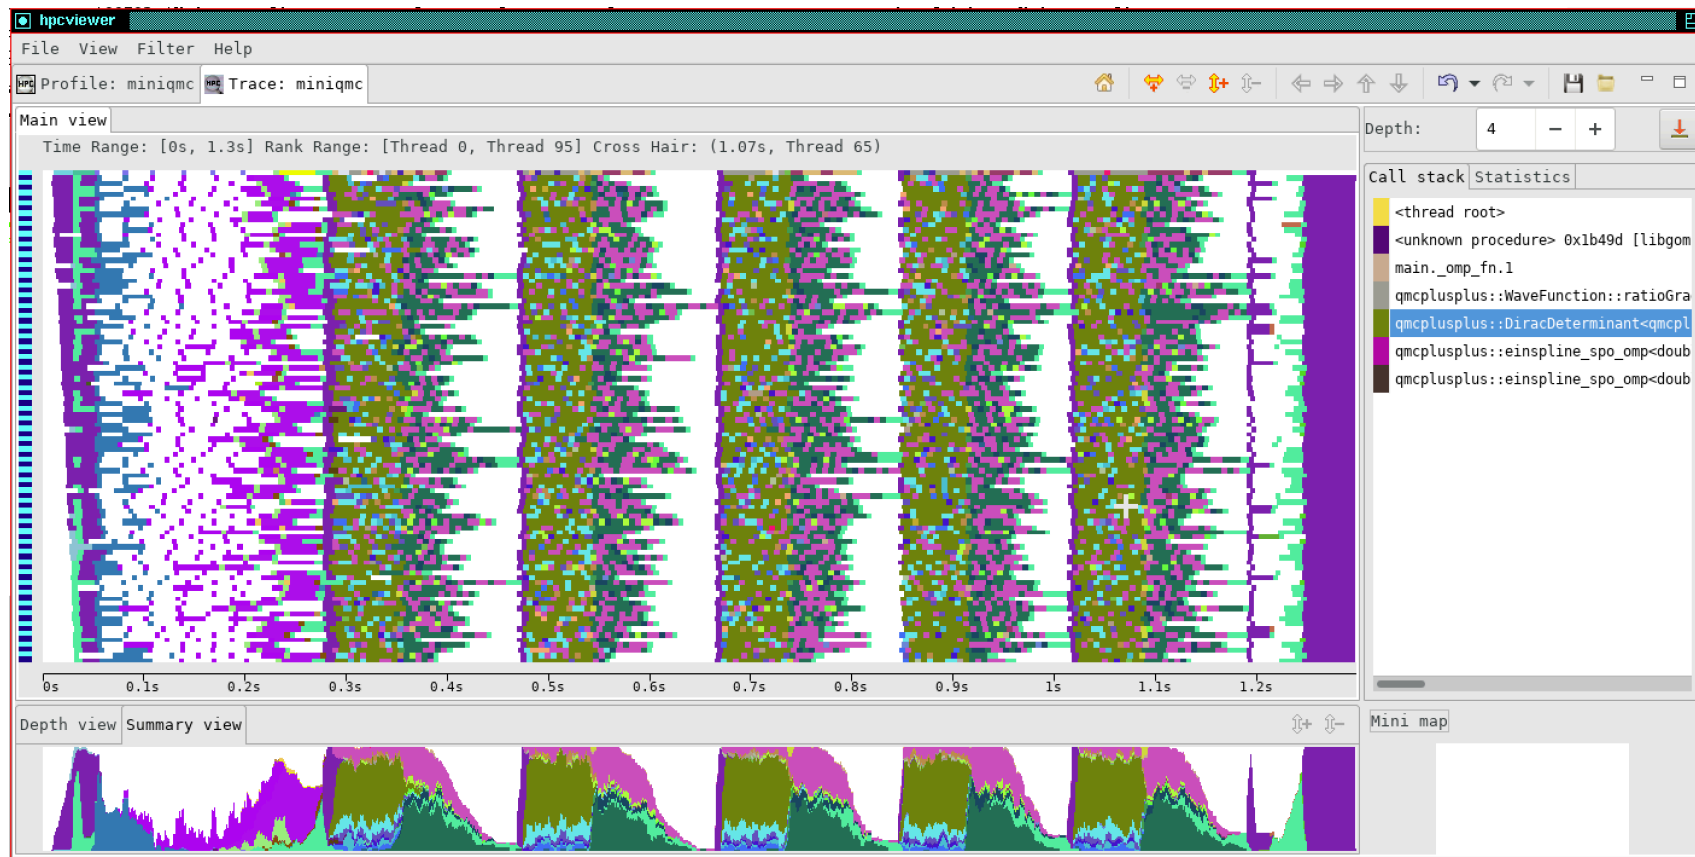 hpcviewer
File View Filter Help
Profile: miniqmc Trace: miniqmc
Main view
Time Range: [0s, 1.3s] Rank Range: [Thread 0, Thread 95] Cross Hair: (1.07s, Thread 65)
Depth: 4
Call stack Statistics
<thread root>
<unknown procedure> 0x1b49d [libgom
main._omp_fn.1
qmcplusplus::WaveFunction::ratioGra
qmcplusplus::DiracDeterminant<qmcpl
qmcplusplus::einspline_spo_omp<doub
qmcplusplus::einspline_spo_omp<doub
0s 0.1s 0.2s 0.3s 0.4s 0.5s 0.6s 0.7s 0.8s 0.9s 1s 1.1s 1.2s
Depth view Summary view
Mini map